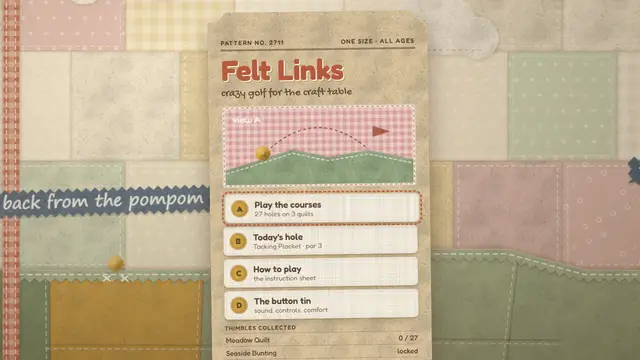 PATTERN NO. 2711
ONE SIZE · ALL AGES
Felt Links
crazy golf for the craft table
View A
A
Play the courses
27 holes on 3 quilts
B
Today's hole
Tacking Placket · par 3
C
How to play
the instruction sheet
D
The button tin
sound, controls, comfort
THIMBLES COLLECTED
Meadow Quilt 0 / 27
Seaside Bunting locked
back from the pompom